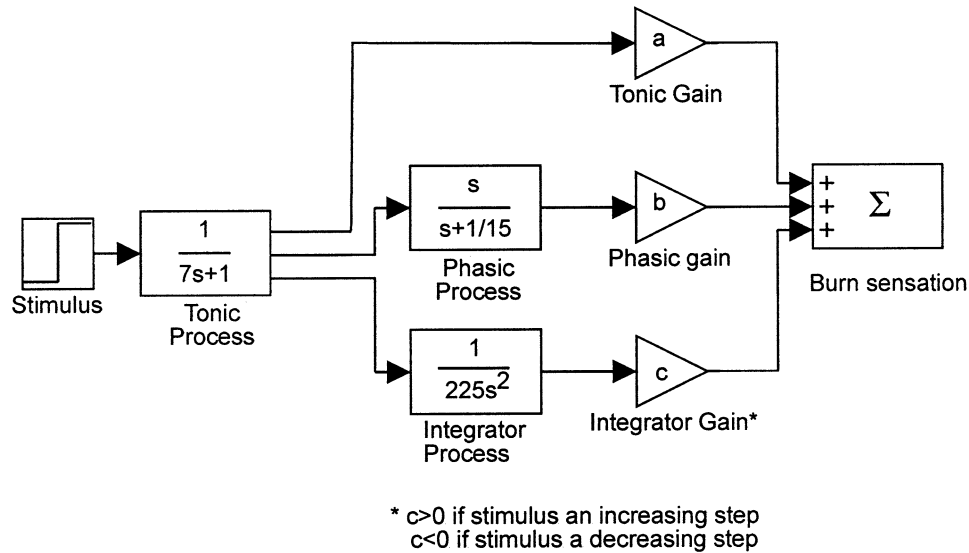 a
Tonic Gain
s
s+1/15
Phasic
Process
b
Phasic gain
+
+
+
Σ
Burn sensation
Stimulus
1
7s+1
Tonic
Process
1
225s²
Integrator
Process
c
Integrator Gain*
* c>0 if stimulus an increasing step
c<0 if stimulus a decreasing step